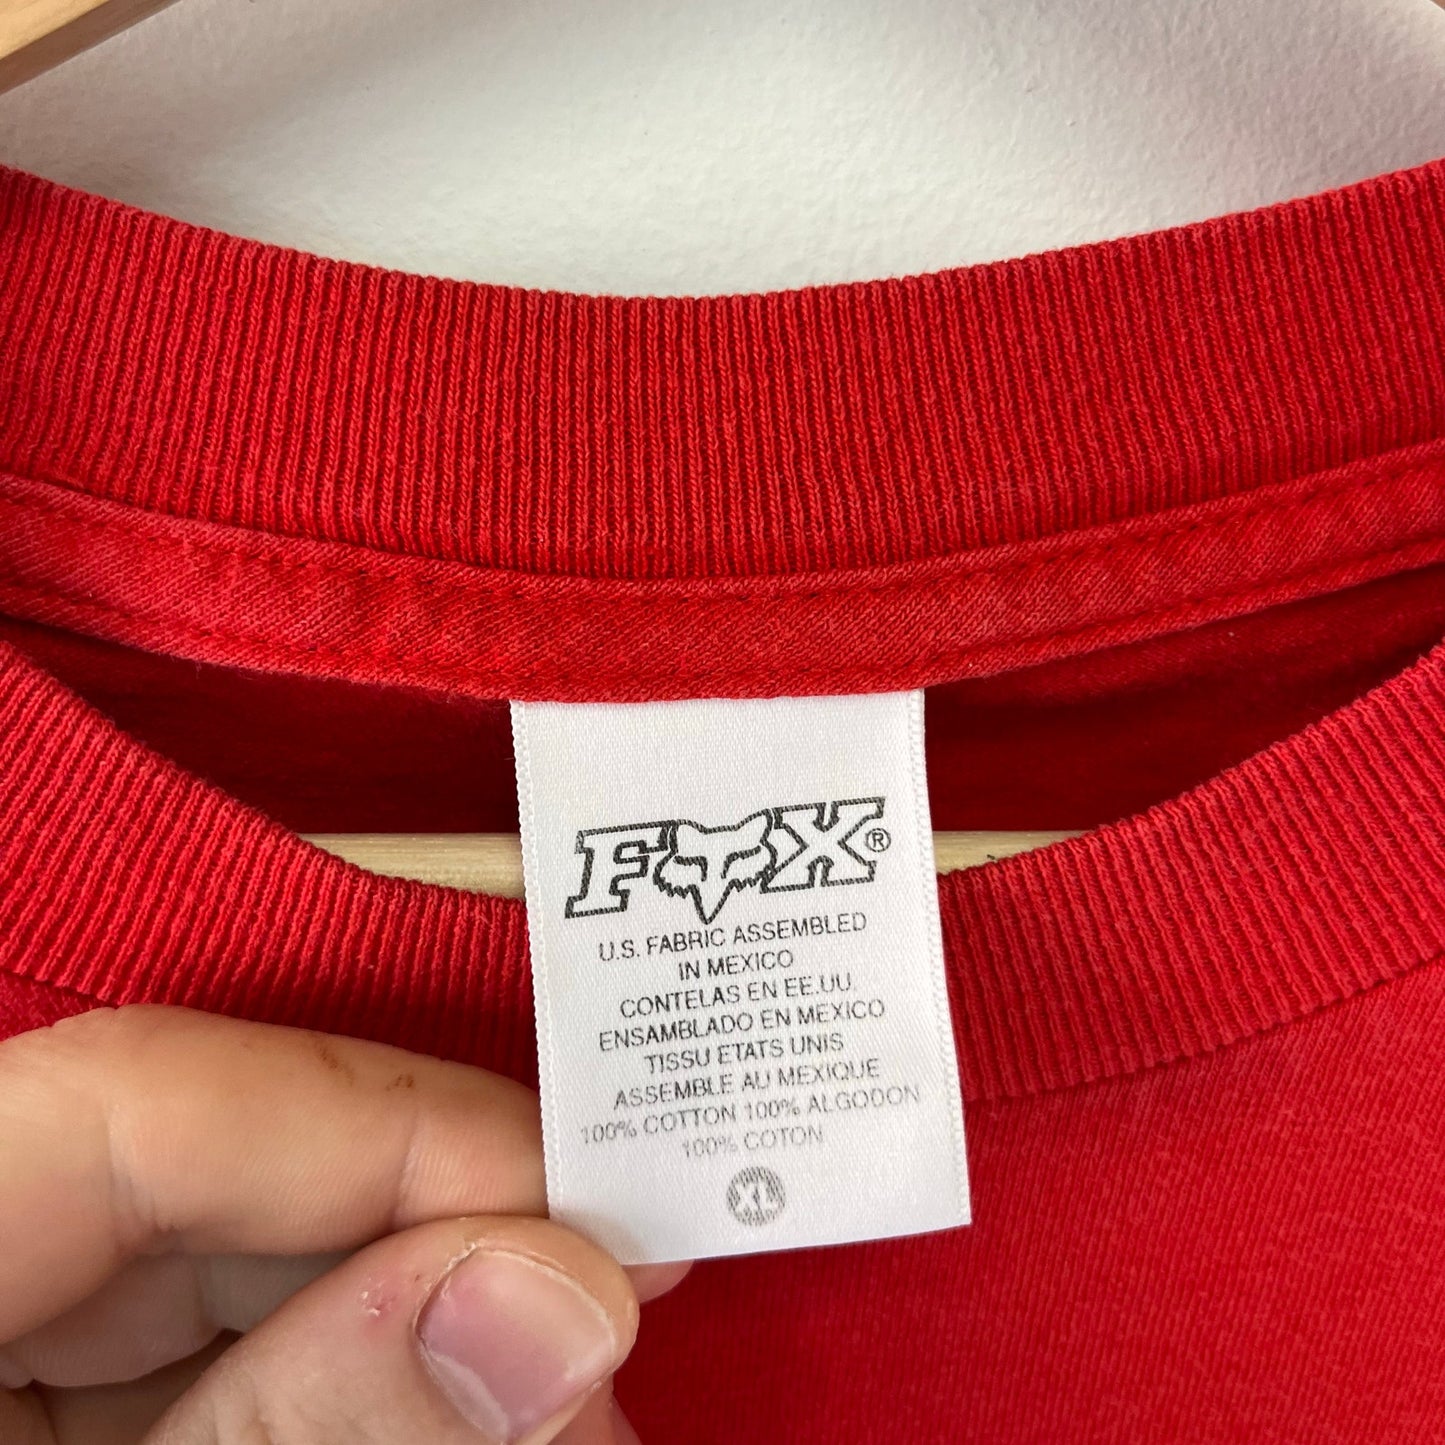 FOX®
U.S. FABRIC ASSEMBLED
IN MEXICO
CONTELAS EN EE.UU.
ENSAMBLADO EN MEXICO
TISSU ETATS UNIS
ASSEMBLE AU MEXIQUE
100% COTTON 100% ALGODON
100% COTON
XL